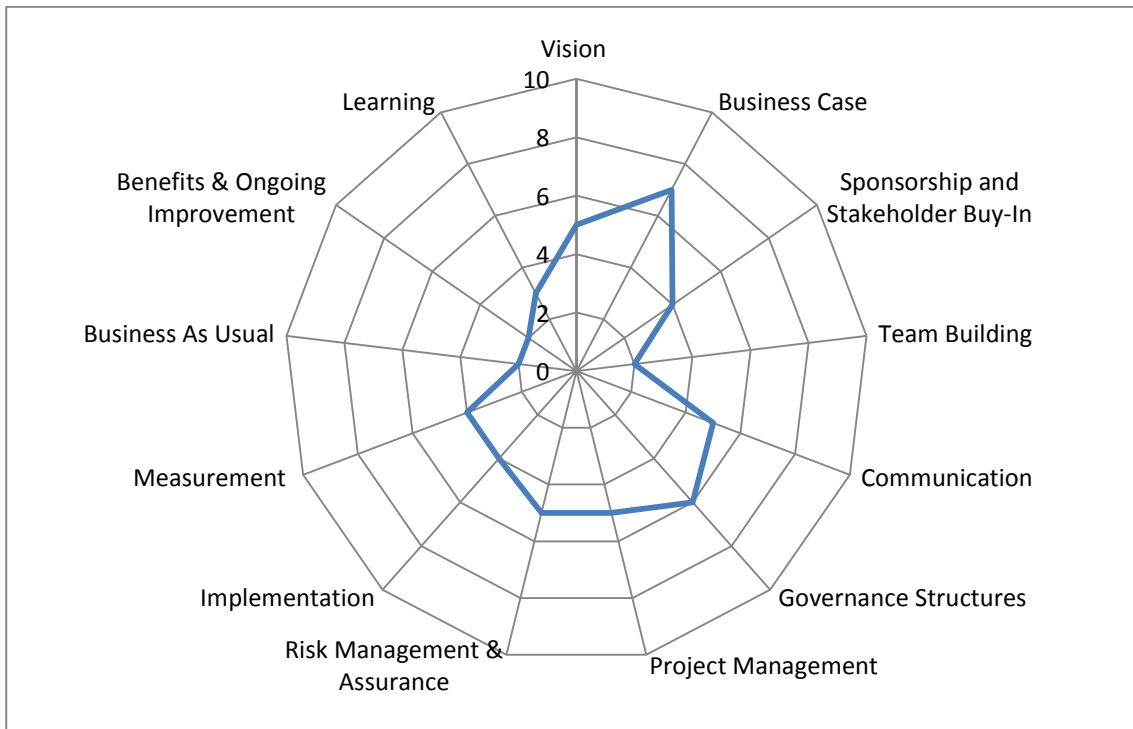 Vision
Business Case
Sponsorship and
Stakeholder Buy-In
Team Building
Communication
Governance Structures
Project Management
Risk Management &
Assurance
Implementation
Measurement
Business As Usual
Benefits & Ongoing
Improvement
Learning
10
8
6
4
2
0